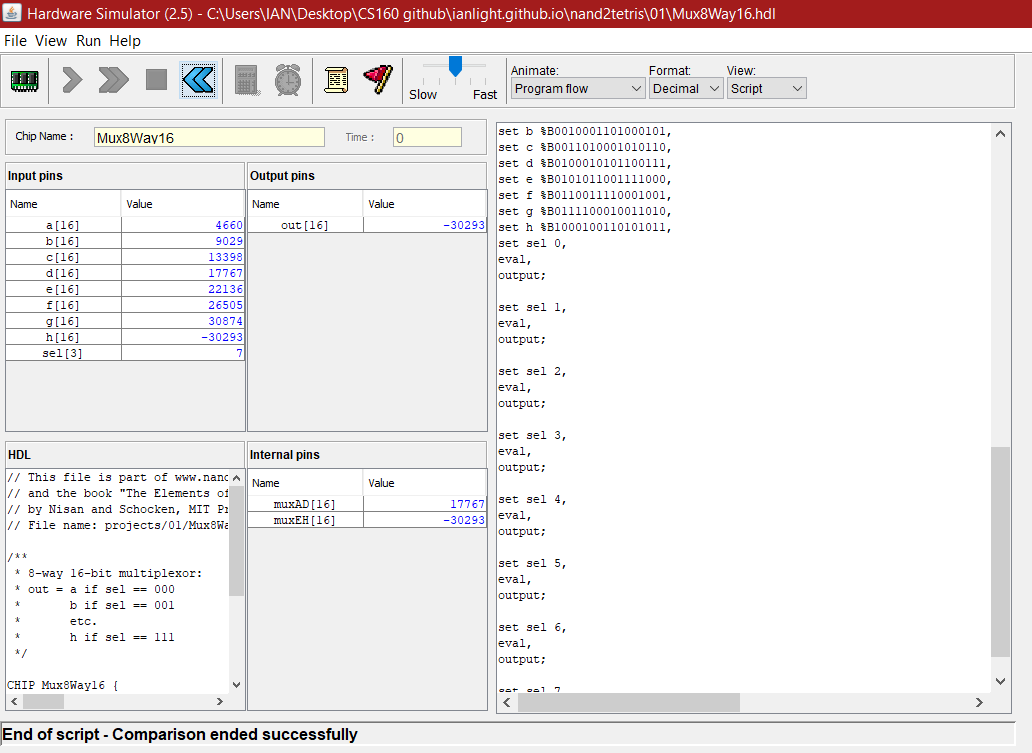 Hardware Simulator (2.5) - C:\Users\IAN\Desktop\CS160 github\ianlight.github.io\nand2tetris\01\Mux8Way16.hdl
File View Run Help
Slow Fast
Animate: Format: View:
Program flow Decimal Script
Chip Name : Mux8Way16 Time : 0
Input pins
Name Value
a[16] 4660
b[16] 9029
c[16] 13398
d[16] 17767
e[16] 22136
f[16] 26505
g[16] 30874
h[16] -30293
sel[3] 7
Output pins
Name Value
out[16] -30293
HDL
// This file is part of www.nand
// and the book "The Elements of
// by Nisan and Schocken, MIT Pr
// File name: projects/01/Mux8Wa
/**
* 8-way 16-bit multiplexor:
* out = a if sel == 000
* b if sel == 001
* etc.
* h if sel == 111
*/
CHIP Mux8Way16 {
Internal pins
Name Value
muxAD[16] 17767
muxEH[16] -30293
set b %B0010001101000101,
set c %B0011010001010110,
set d %B0100010101100111,
set e %B0101011001111000,
set f %B0110011110001001,
set g %B0111100010011010,
set h %B1000100110101011,
set sel 0,
eval,
output;
set sel 1,
eval,
output;
set sel 2,
eval,
output;
set sel 3,
eval,
output;
set sel 4,
eval,
output;
set sel 5,
eval,
output;
set sel 6,
eval,
output;
set sel 7
End of script - Comparison ended successfully